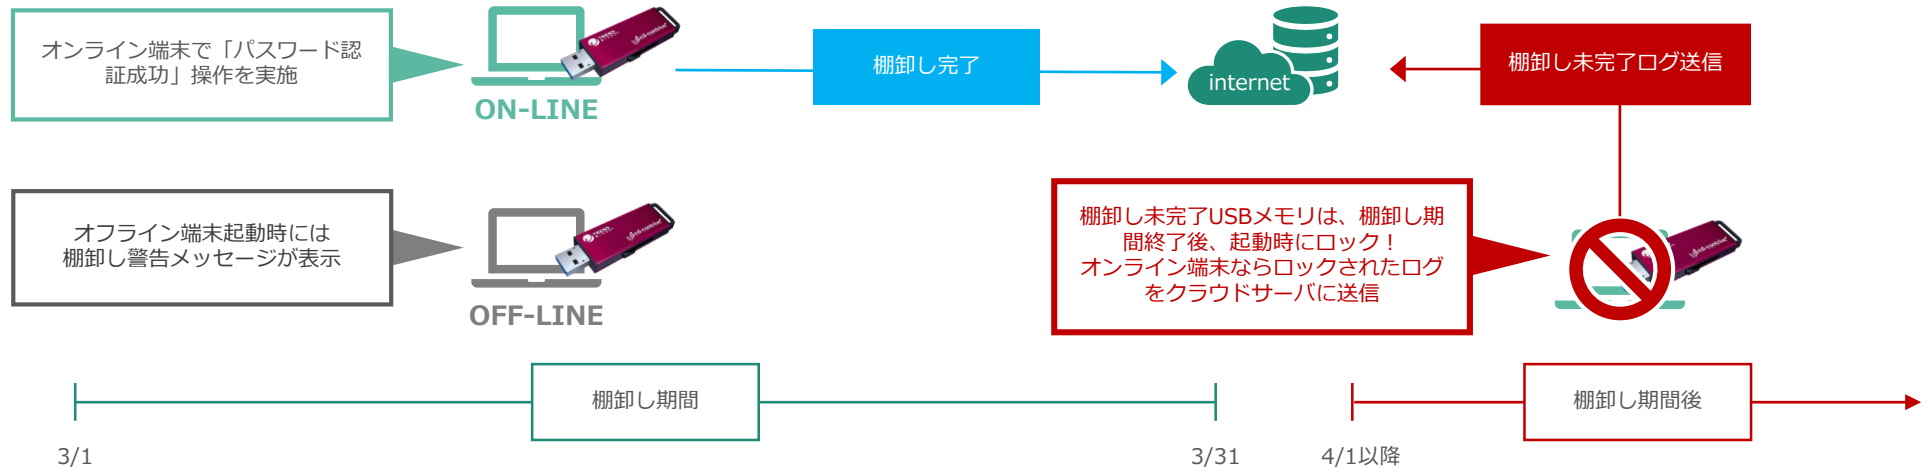 オンライン端末で「パスワード認
証成功」操作を実施
ON-LINE
棚卸し完了
internet
棚卸し未完了ログ送信
オフライン端末起動時には
棚卸し警告メッセージが表示
OFF-LINE
棚卸し未完了USBメモリは、棚卸し期
間終了後、起動時にロック！
オンライン端末ならロックされたログ
をクラウドサーバに送信
棚卸し期間
棚卸し期間後
3/1
3/31
4/1以降